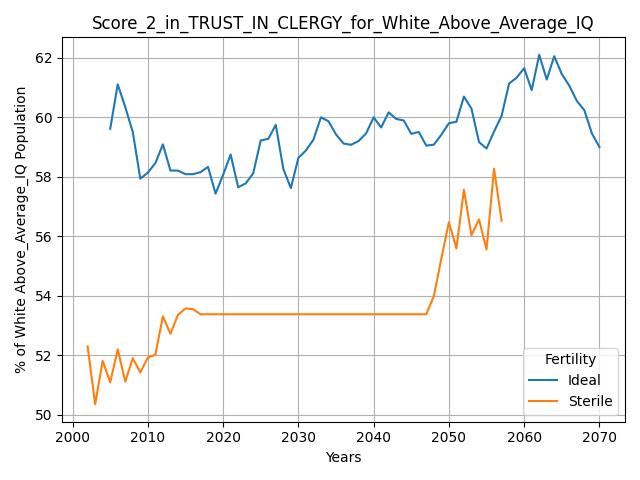 Score_2_in_TRUST_IN_CLERGY_for_White_Above_Average_IQ
% of White Above_Average_IQ Population
62
60
58
56
54
52
50
2000
2010
2020
2030
2040
2050
2060
2070
Years
Fertility
Ideal
Sterile